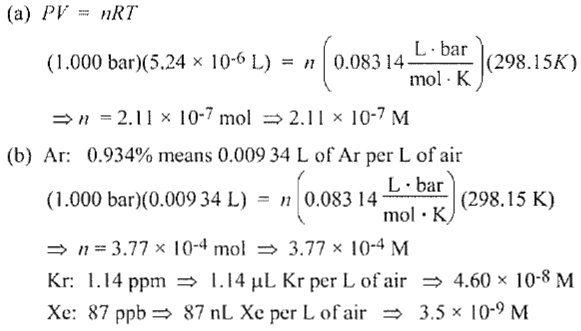 (a) PV = nRT
(1.000 bar)(5.24 × 10-6 L) = n (0.083 14 L · bar / mol · K)(298.15K)
⇒ n = 2.11 × 10-7 mol ⇒ 2.11 × 10-7 M
(b) Ar: 0.934% means 0.009 34 L of Ar per L of air
(1.000 bar)(0.009 34 L) = n (0.083 14 L · bar / mol · K)(298.15 K)
⇒ n = 3.77 × 10-4 mol ⇒ 3.77 × 10-4 M
Kr: 1.14 ppm ⇒ 1.14 μL Kr per L of air ⇒ 4.60 × 10-8 M
Xe: 87 ppb ⇒ 87 nL Xe per L of air ⇒ 3.5 × 10-9 M